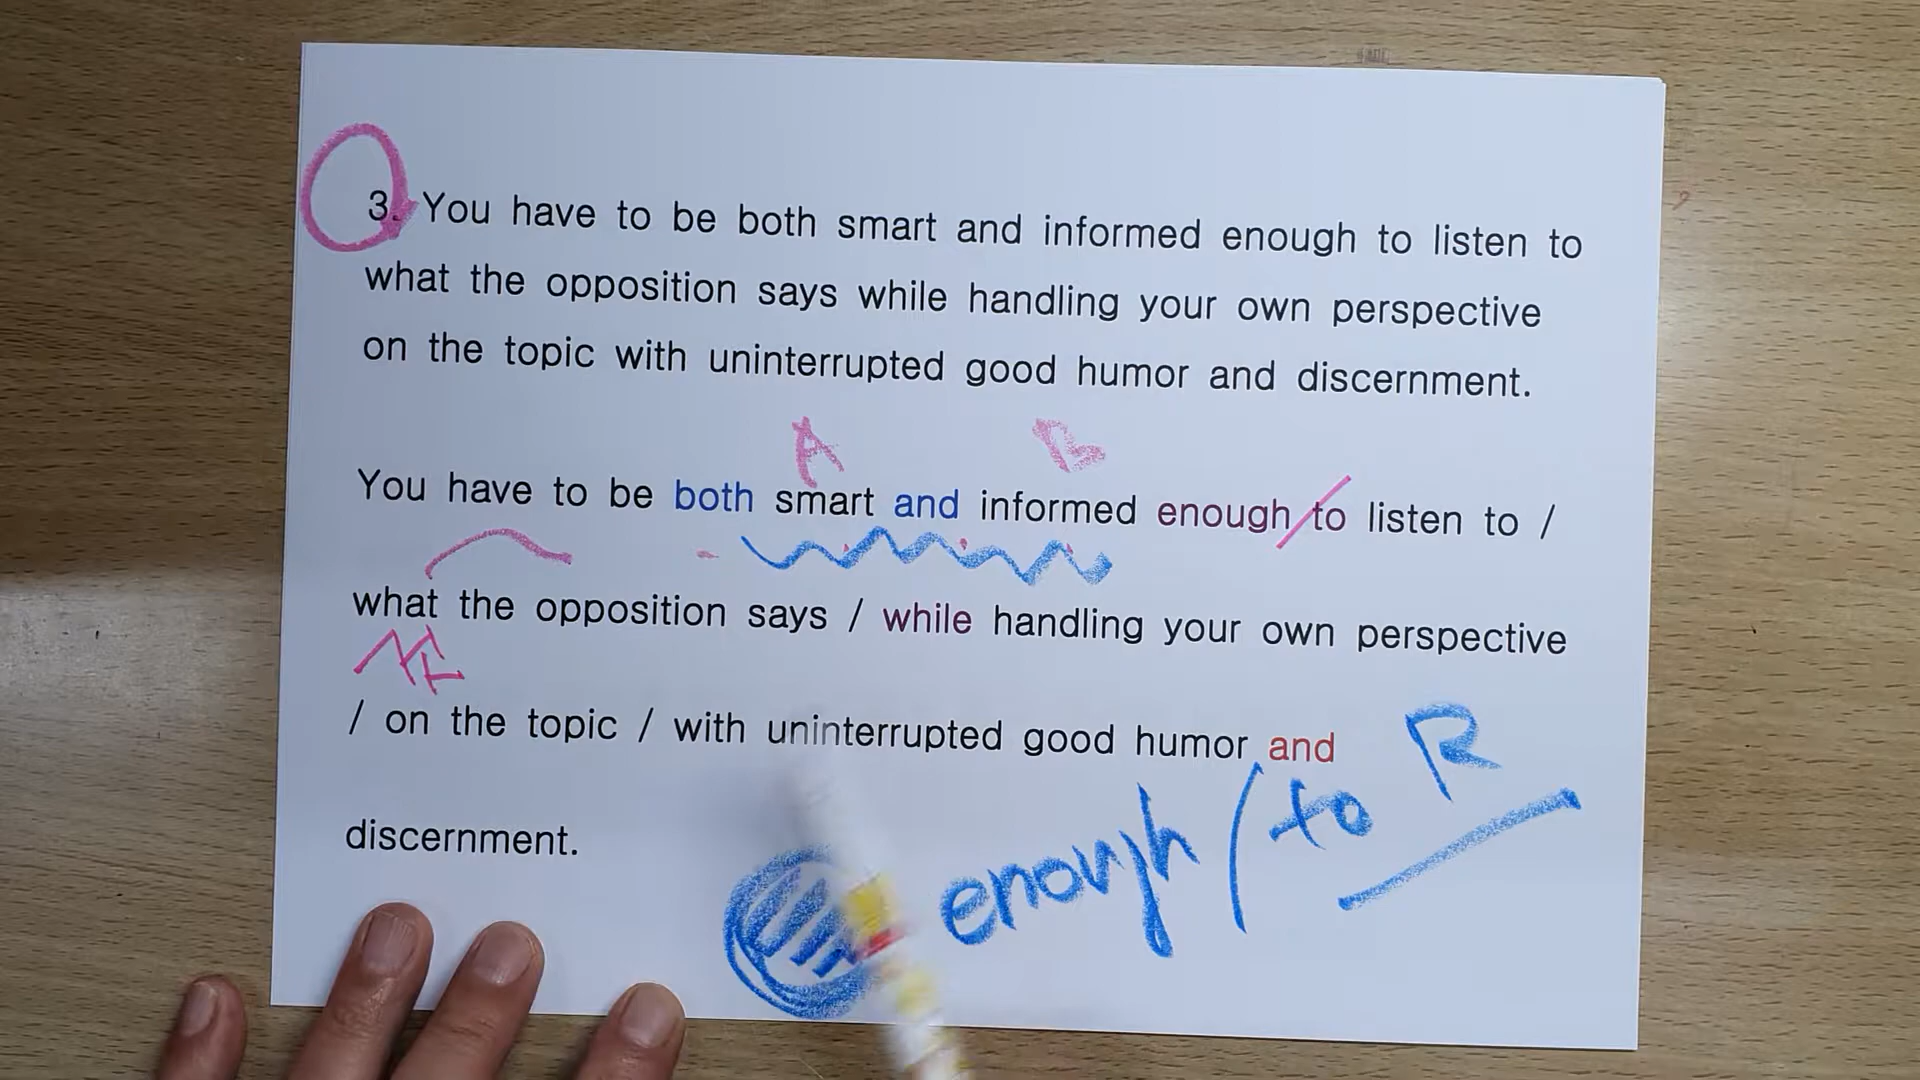 3. You have to be both smart and informed enough to listen to
what the opposition says while handling your own perspective
on the topic with uninterrupted good humor and discernment.
A B
You have to be both smart and informed enough to listen to /
what the opposition says / while handling your own perspective
/ on the topic / with uninterrupted good humor and
R
discernment.
enough / to